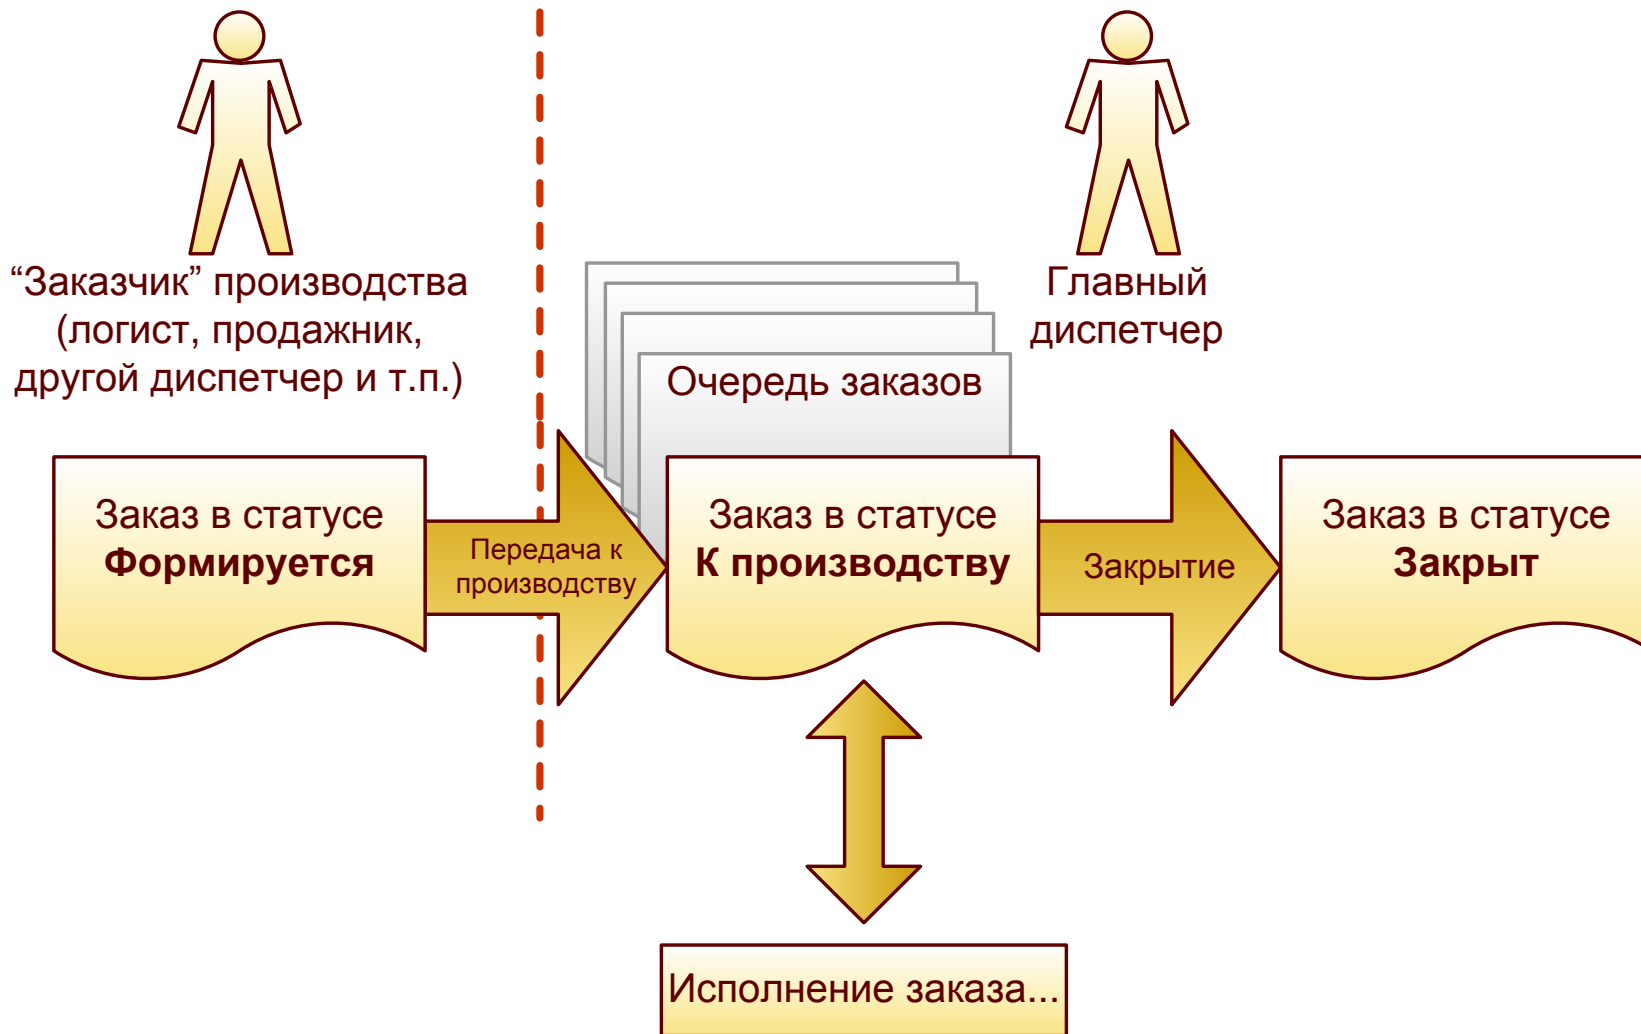 “Заказчик” производства
(логист, продажник,
другой диспетчер и т.п.)
Главный
диспетчер
Очередь заказов
Заказ в статусе
Формируется
Передача к
производству
Заказ в статусе
К производству
Закрытие
Заказ в статусе
Закрыт
Исполнение заказа...